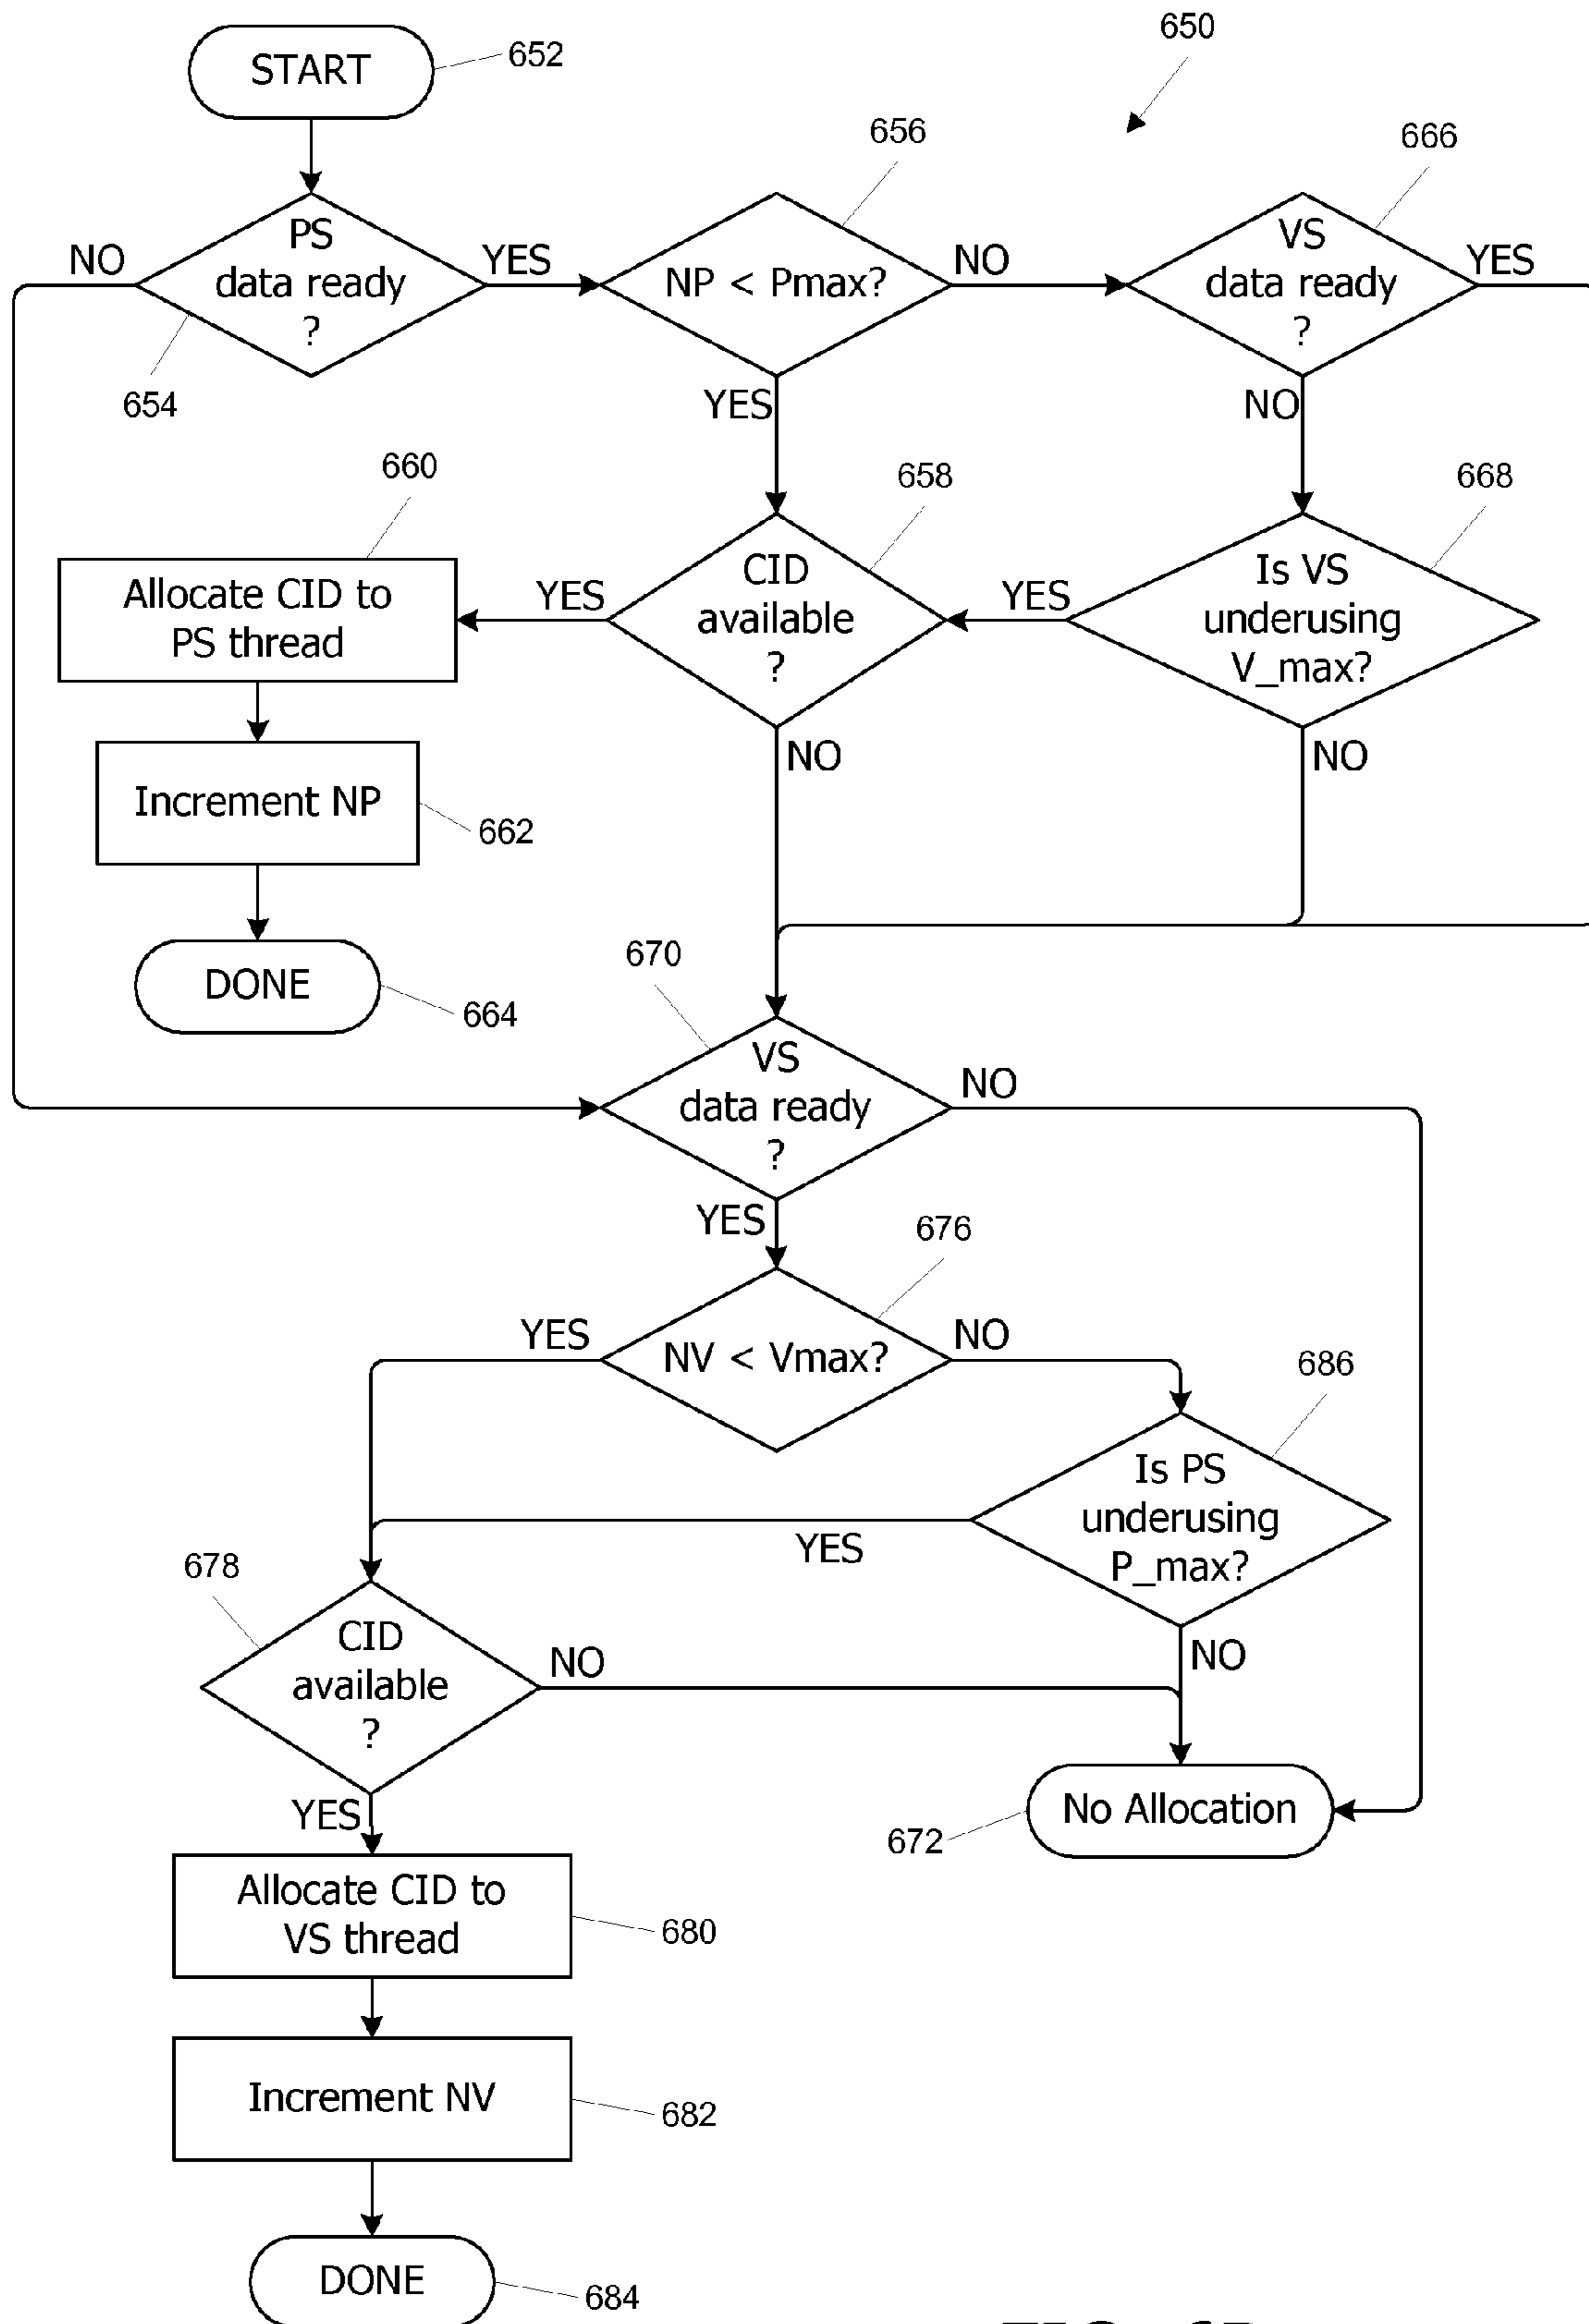 650
START
652
656
666
PS
data ready
?
NO
YES
654
NP < Pmax?
NO
YES
VS
data ready
?
YES
NO
660
658
668
Allocate CID to
PS thread
YES
CID
available
?
YES
NO
Is VS
underusing
V_max?
NO
Increment NP
662
DONE
664
670
VS
data ready
?
NO
YES
676
NV < Vmax?
YES
NO
686
Is PS
underusing
P_max?
YES
NO
678
CID
available
?
NO
YES
No Allocation
672
Allocate CID to
VS thread
680
Increment NV
682
DONE
684